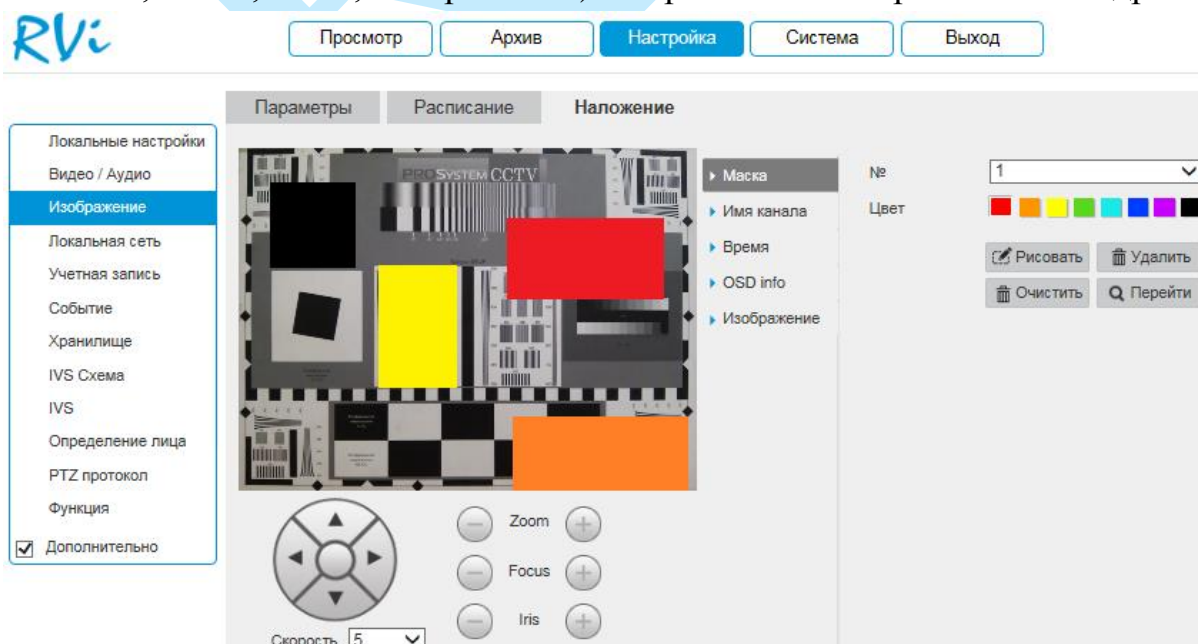 RVi
Просмотр Архив Настройка Система Выход
Параметры Расписание Наложение
Локальные настройки
Видео / Аудио
Изображение
Локальная сеть
Учетная запись
Событие
Хранилище
IVS Схема
IVS
Определение лица
PTZ протокол
Функция
Дополнительно
PROSYSTEM CCTV
Маска
Имя канала
Время
OSD info
Изображение
№ 1
Цвет
Рисовать Удалить
Очистить Перейти
Zoom
Focus
Iris
Скорость 5